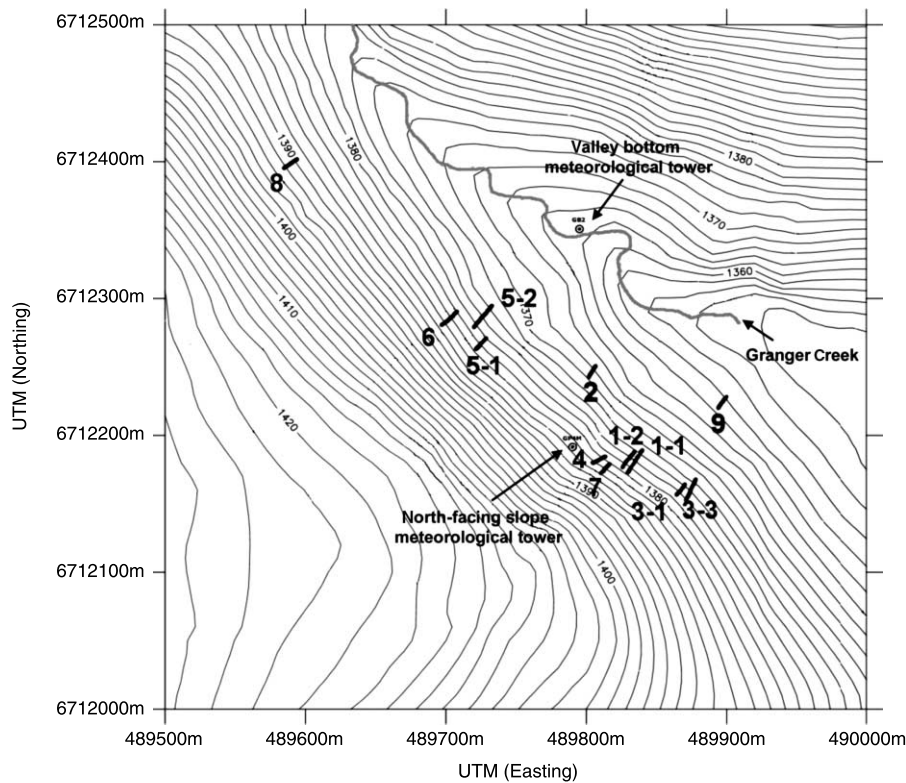 6712500m
1390
1380
Valley bottom
meteorological tower
1380
6712400m
8
1400
GB2
1370
1360
6712300m
1410
5-2
1370
6
5-1
Granger Creek
UTM (Northing)
2
9
1420
6712200m
1-2
1-1
4
7
1390
1380
3-1
3-3
North-facing slope
meteorological tower
1400
6712100m
6712000m
489500m
489600m
489700m
489800m
489900m
490000m
UTM (Easting)